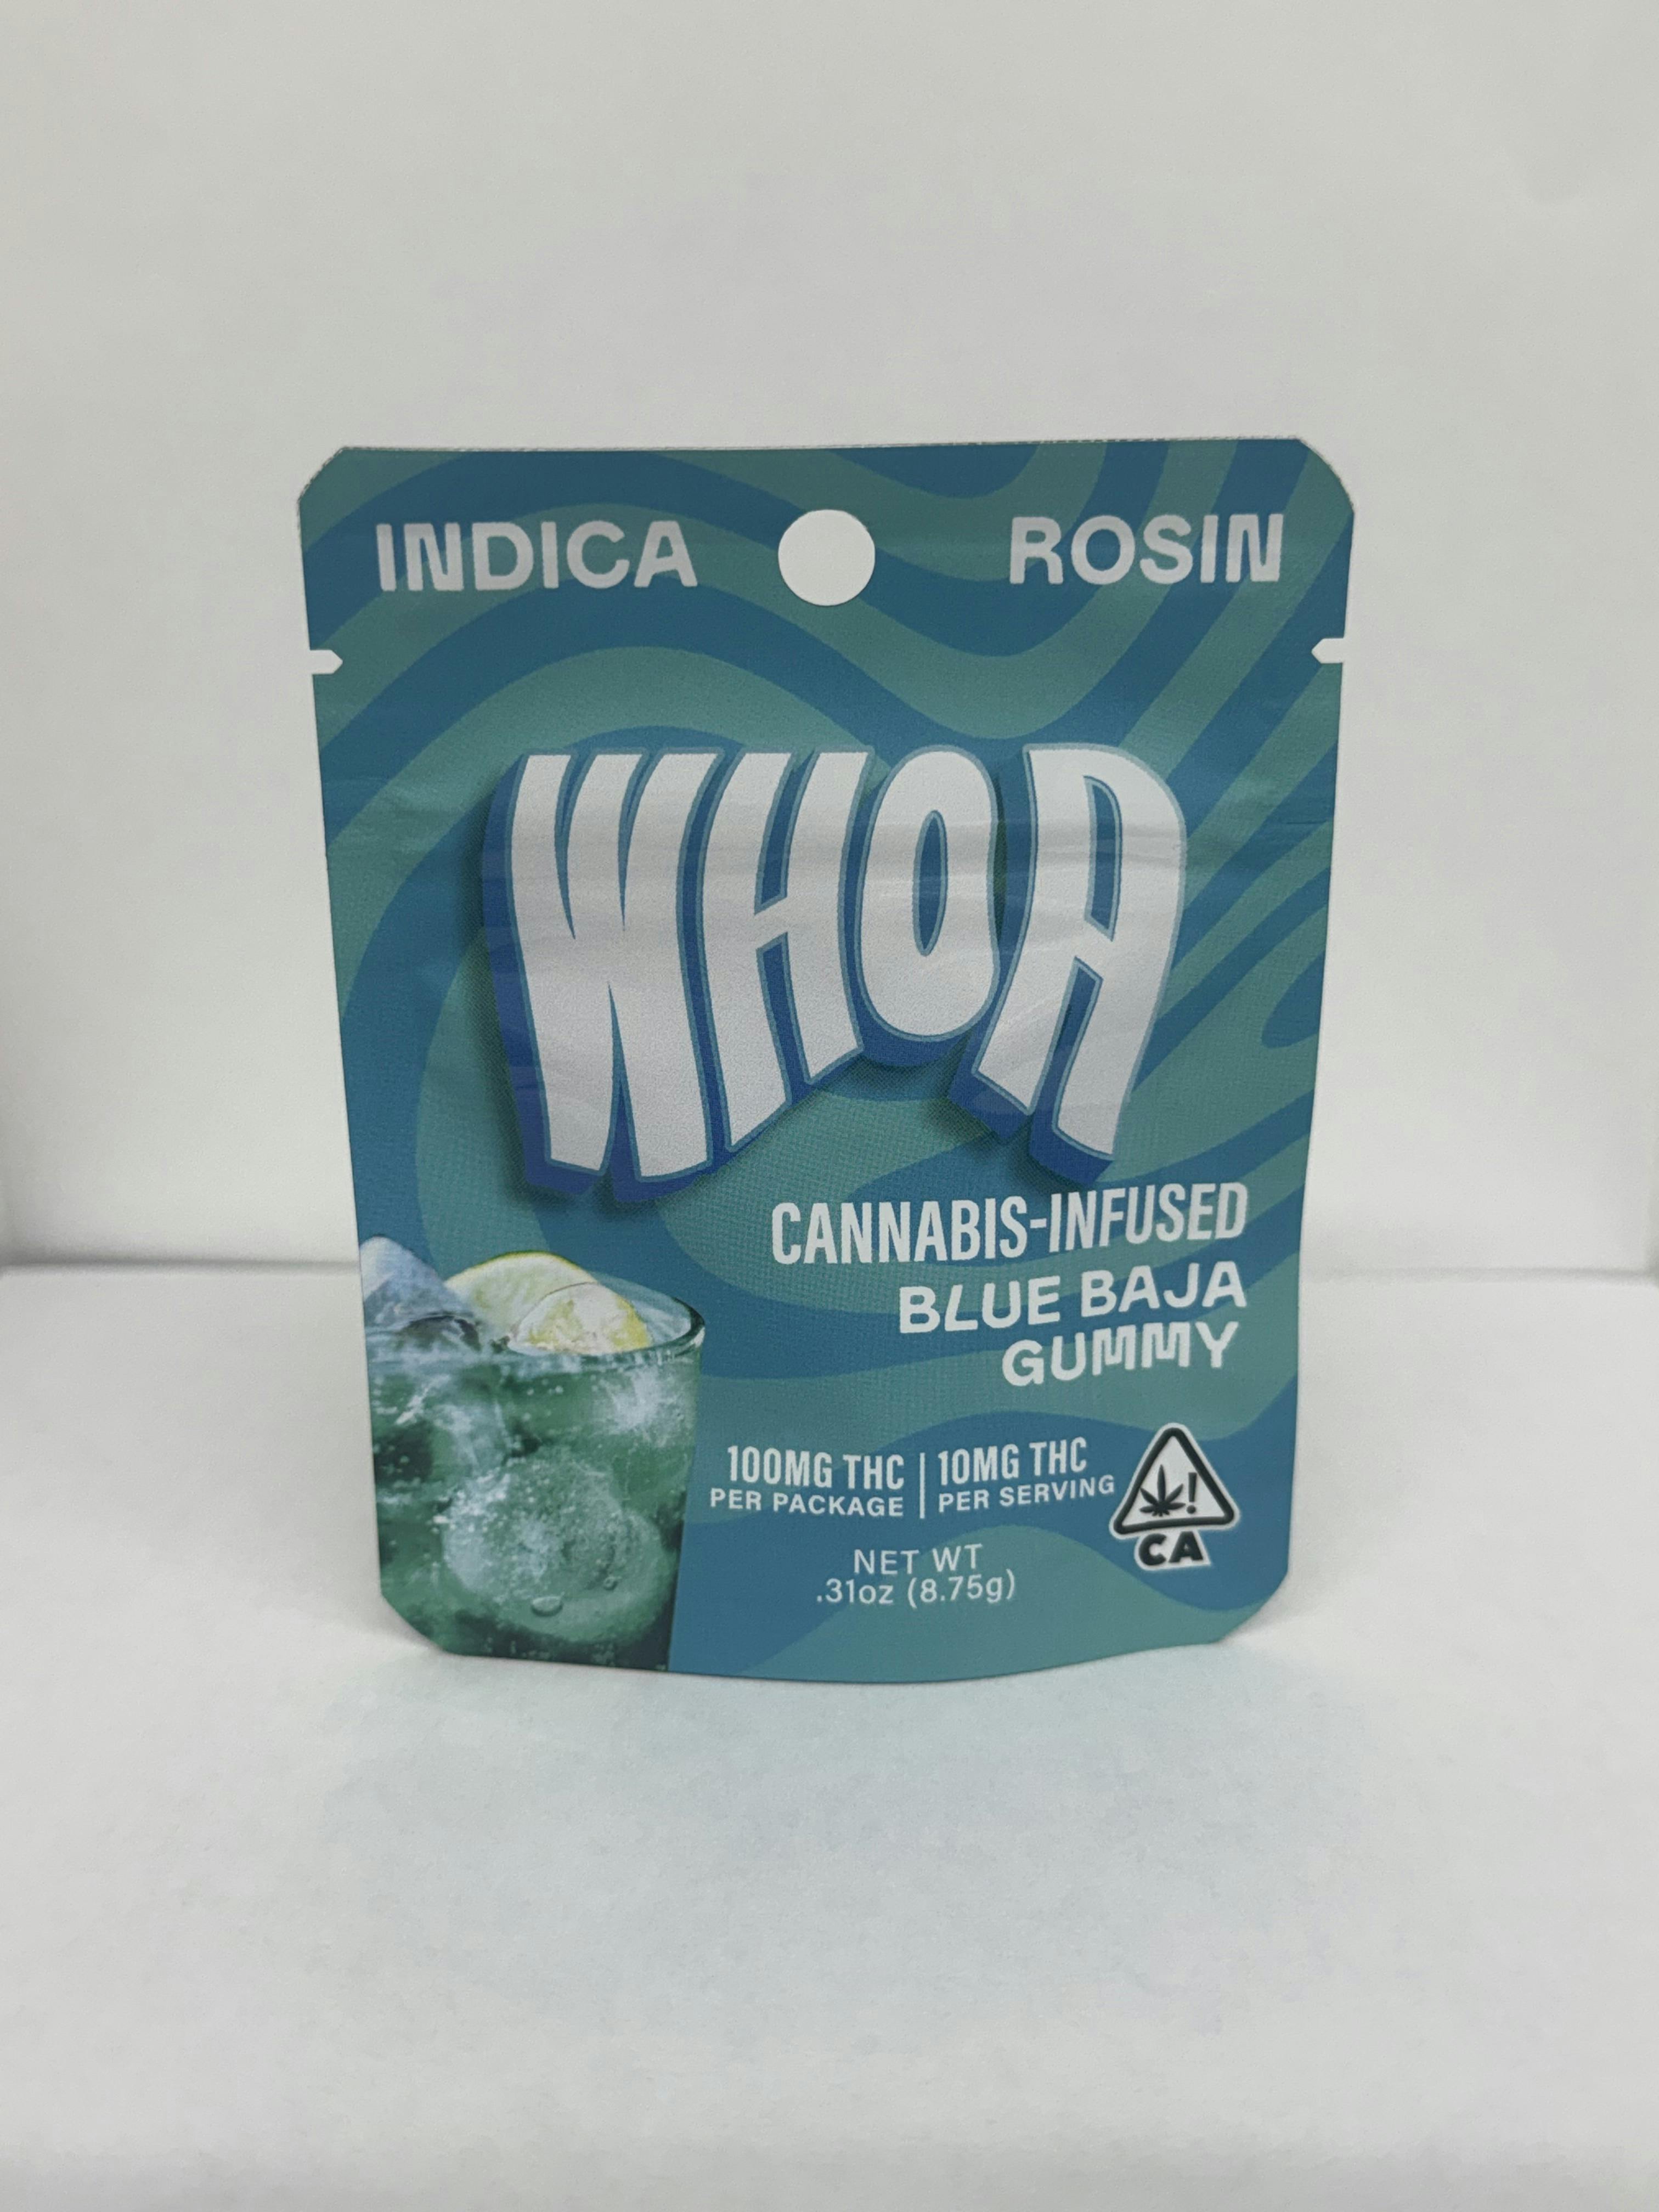 INDICA ROSIN
WHOA
CANNABIS-INFUSED
BLUE BAJA
GUMMY
100MG THC | 10MG THC
PER PACKAGE | PER SERVING
!
CA
NET WT
.31oz (8.75g)